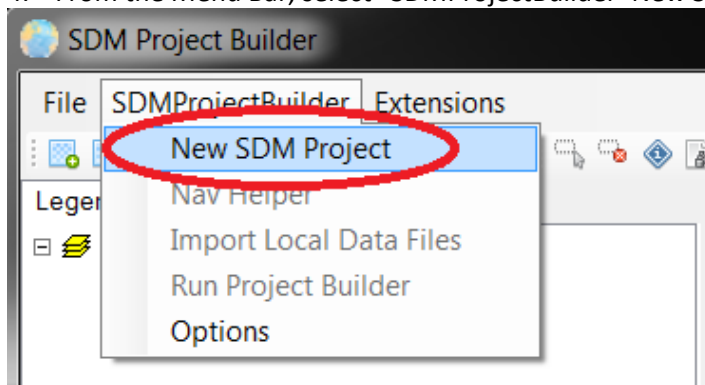 SDM Project Builder
File SDMProjectBuilder Extensions
New SDM Project
Nav Helper
Import Local Data Files
Run Project Builder
Options